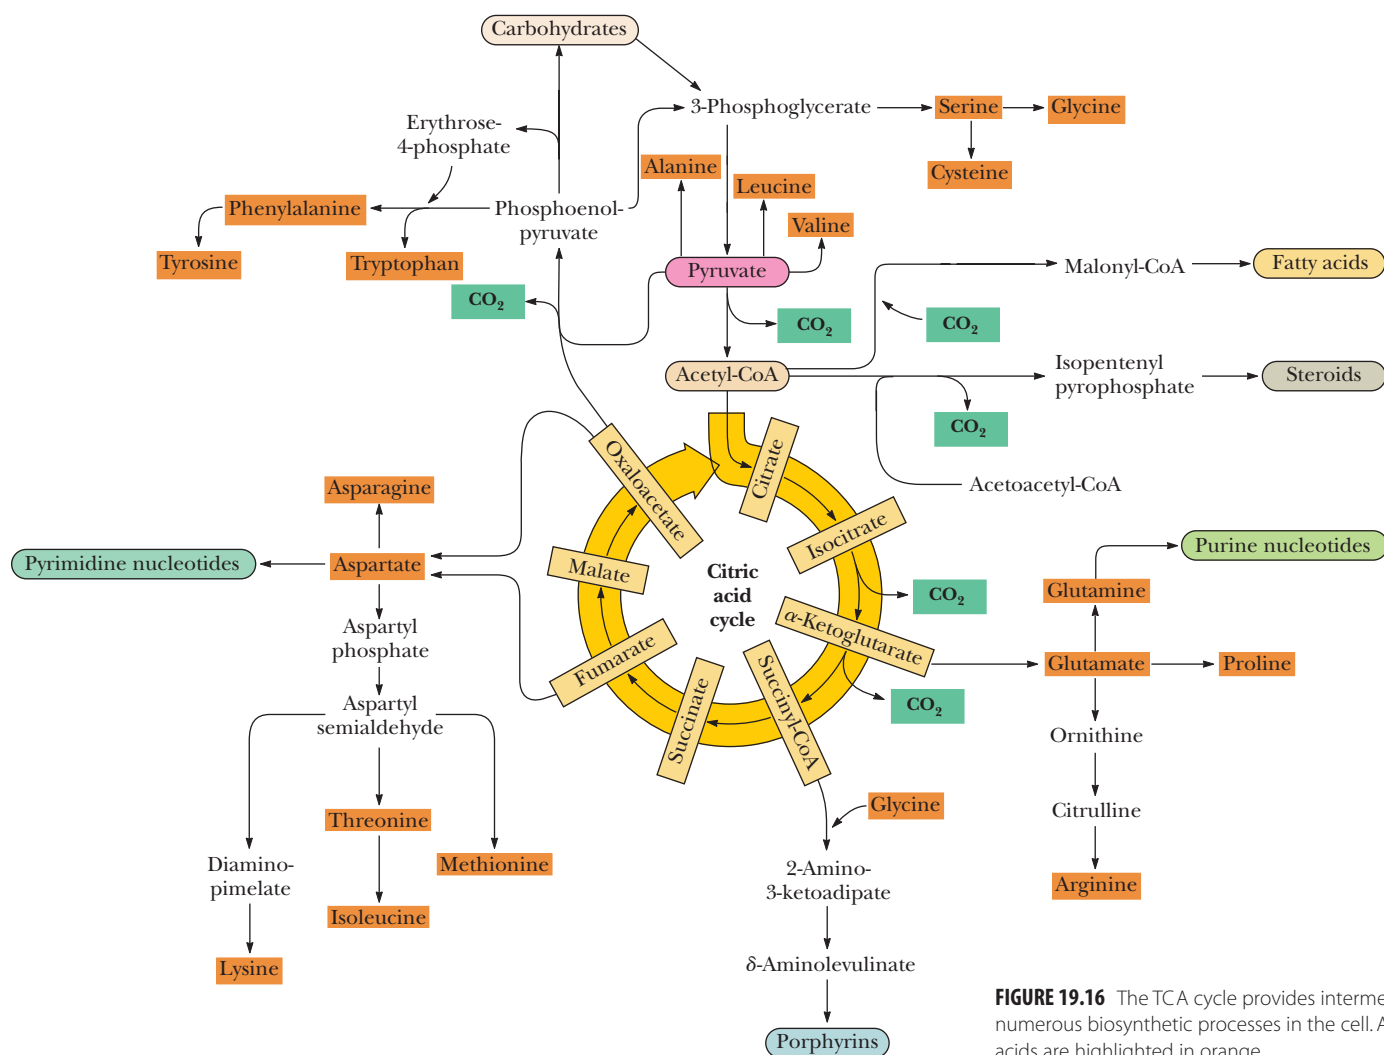 Carbohydrates
3-Phosphoglycerate
Serine
Glycine
Erythrose-
4-phosphate
Alanine
Cysteine
Leucine
Phenylalanine
Phosphoenol-
pyruvate
Valine
Tyrosine
Tryptophan
Pyruvate
Malonyl-CoA
Fatty acids
CO2
CO2
CO2
Acetyl-CoA
Isopentenyl
pyrophosphate
Steroids
CO2
Acetoacetyl-CoA
Oxaloacetate
Citrate
Isocitrate
Asparagine
Pyrimidine nucleotides
Aspartate
Malate
Citric
acid
cycle
CO2
Purine nucleotides
Glutamine
α-Ketoglutarate
Aspartyl
phosphate
Fumarate
Succinate
Succinyl-CoA
CO2
Glutamate
Proline
Aspartyl
semialdehyde
Ornithine
Glycine
Citrulline
Threonine
Methionine
Diamino-
pimelate
2-Amino-
3-ketoadipate
Arginine
Isoleucine
Lysine
δ-Aminolevulinate
Porphyrins
FIGURE 19.16 The TCA cycle provides interme
numerous biosynthetic processes in the cell. A
acids are highlighted in orange.